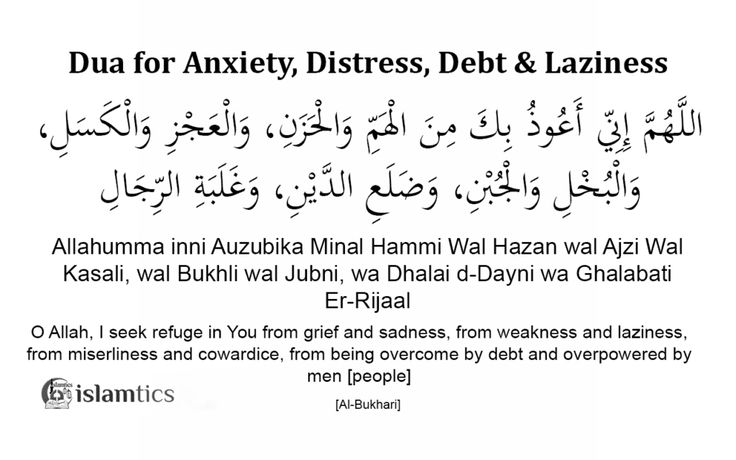 Dua for Anxiety, Distress, Debt & Laziness
اللَّهُمَّ إِنِّي أَعُوذُ بِكَ مِنَ الْهَمِّ وَالْحَزَنِ، وَالْعَجْزِ وَالْكَسَلِ،
وَالْبُخْلِ وَالْجُبْنِ، وَضَلَعِ الدَّيْنِ، وَغَلَبَةِ الرِّجَالِ
Allahumma inni Auzubika Minal Hammi Wal Hazan wal Ajzi Wal
Kasali, wal Bukhli wal Jubni, wa Dhalai d-Dayni wa Ghalabati
Er-Rijaal
O Allah, I seek refuge in You from grief and sadness, from weakness and laziness,
from miserliness and cowardice, from being overcome by debt and overpowered by
men [people]
[Al-Bukhari]
islamtics